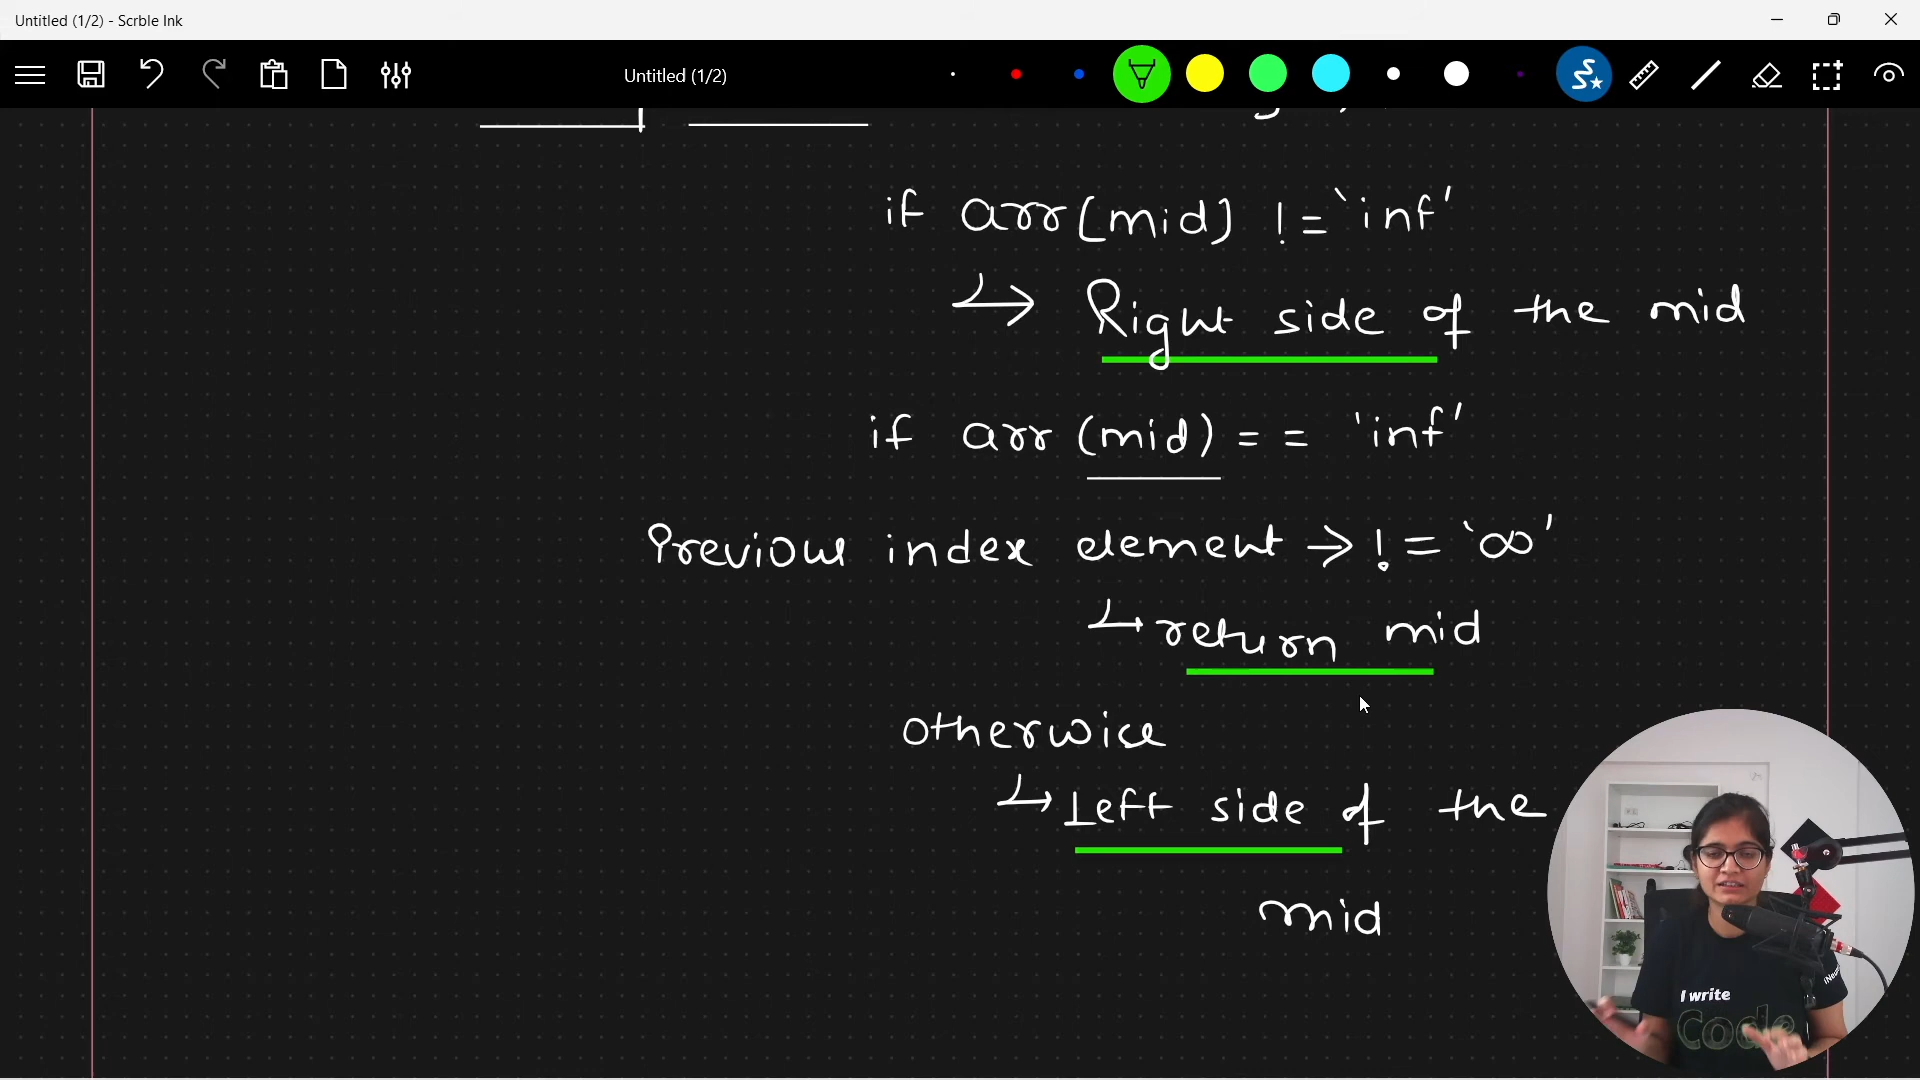 Untitled (1/2) - Scrble Ink
Untitled (1/2)
if arr[mid] != 'inf'
↳ Right side of the mid
if arr (mid) == 'inf'
Previous index element → != '∞'
↳ return mid
otherwise
↳ Left side of the
mid
I write
Code